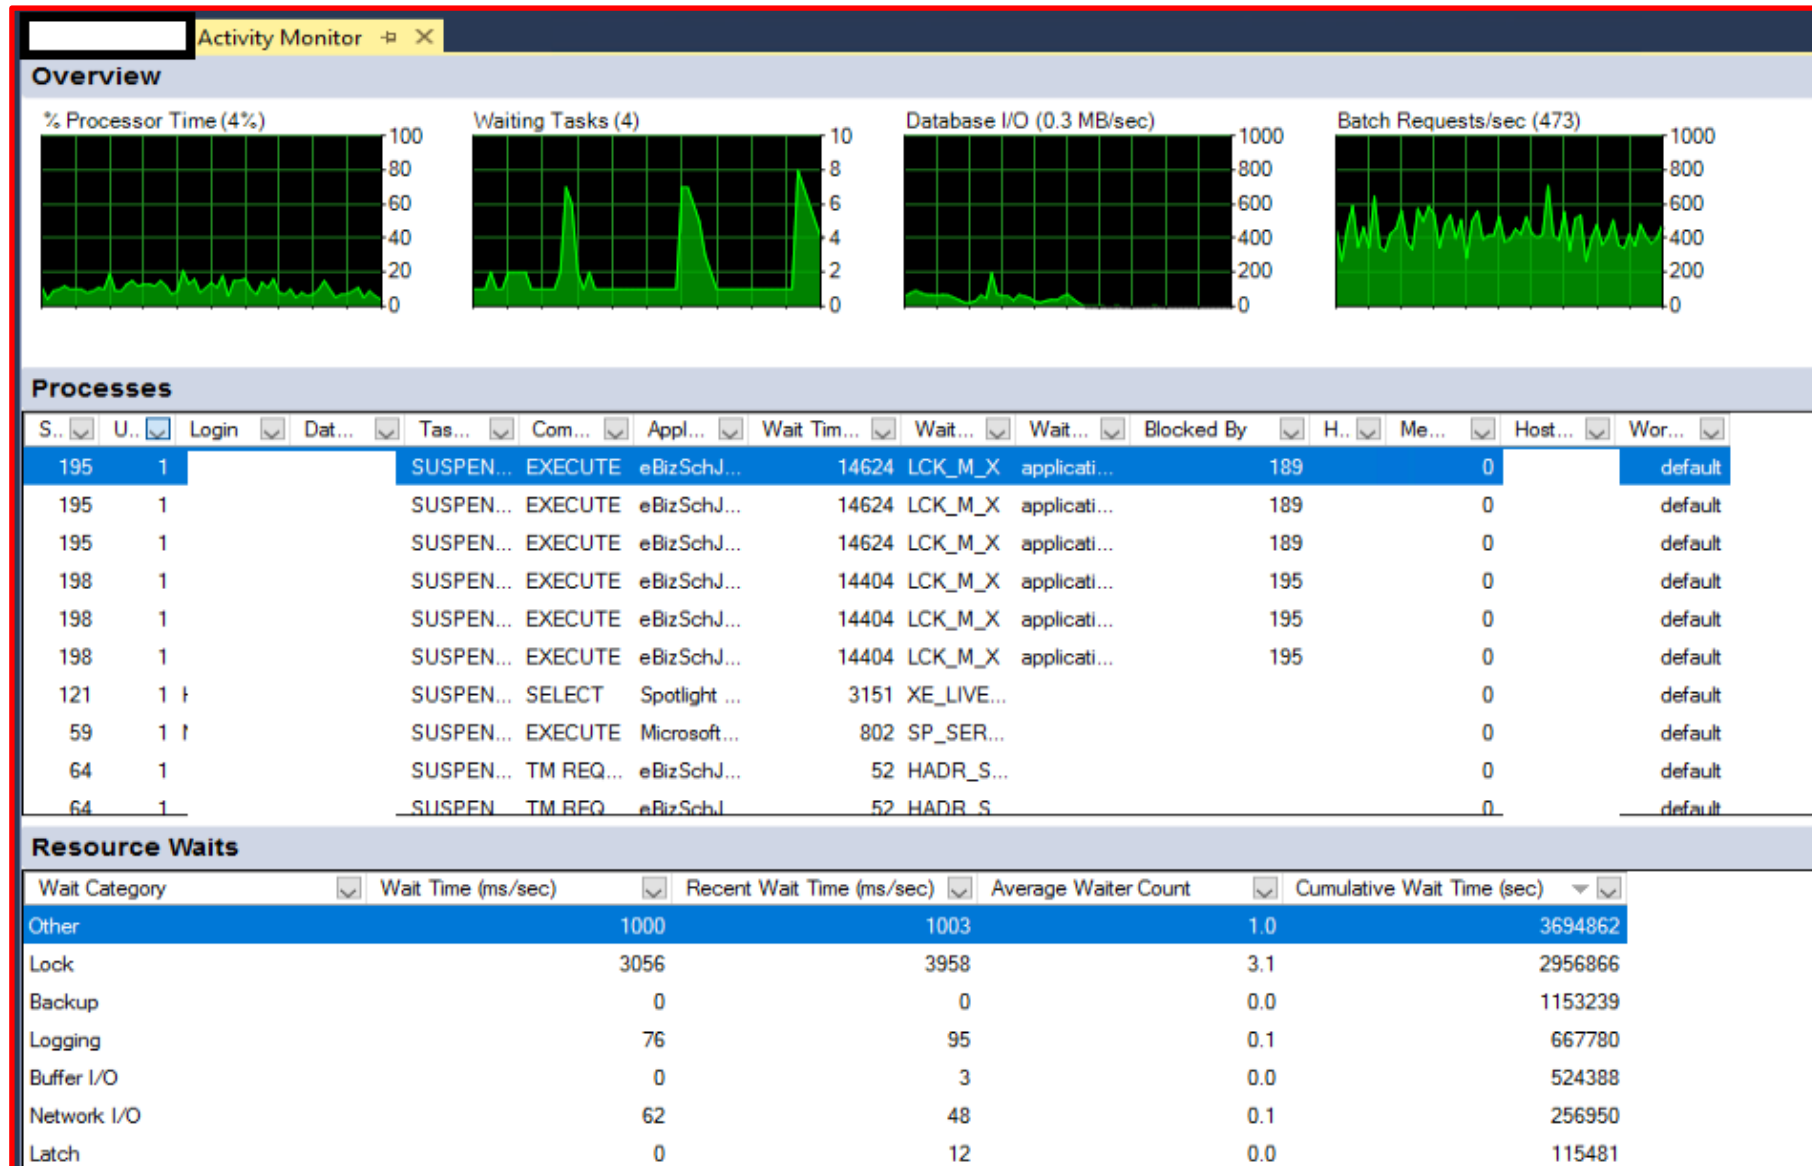 Activity Monitor
Overview
% Processor Time (4%) Waiting Tasks (4) Database I/O (0.3 MB/sec) Batch Requests/sec (473)
100 10 1000 1000
80 8 800 800
60 6 600 600
40 4 400 400
20 2 200 200
0 0 0 0
Processes
S.. U.. Login Dat... Tas... Com... Appl... Wait Tim... Wait... Wait... Blocked By H.. Me... Host... Wor...
195 1 SUSPEN... EXECUTE eBizSchJ... 14624 LCK_M_X applicati... 189 0 default
195 1 SUSPEN... EXECUTE eBizSchJ... 14624 LCK_M_X applicati... 189 0 default
195 1 SUSPEN... EXECUTE eBizSchJ... 14624 LCK_M_X applicati... 189 0 default
198 1 SUSPEN... EXECUTE eBizSchJ... 14404 LCK_M_X applicati... 195 0 default
198 1 SUSPEN... EXECUTE eBizSchJ... 14404 LCK_M_X applicati... 195 0 default
198 1 SUSPEN... EXECUTE eBizSchJ... 14404 LCK_M_X applicati... 195 0 default
121 1 SUSPEN... SELECT Spotlight ... 3151 XE_LIVE... 0 default
59 1 SUSPEN... EXECUTE Microsoft... 802 SP_SER... 0 default
64 1 SUSPEN... TM REQ... eBizSchJ... 52 HADR_S... 0 default
64 1 SUSPEN TM REQ eBizSchJ 52 HADR S 0 default
Resource Waits
Wait Category Wait Time (ms/sec) Recent Wait Time (ms/sec) Average Waiter Count Cumulative Wait Time (sec)
Other 1000 1003 1.0 3694862
Lock 3056 3958 3.1 2956866
Backup 0 0 0.0 1153239
Logging 76 95 0.1 667780
Buffer I/O 0 3 0.0 524388
Network I/O 62 48 0.1 256950
Latch 0 12 0.0 115481